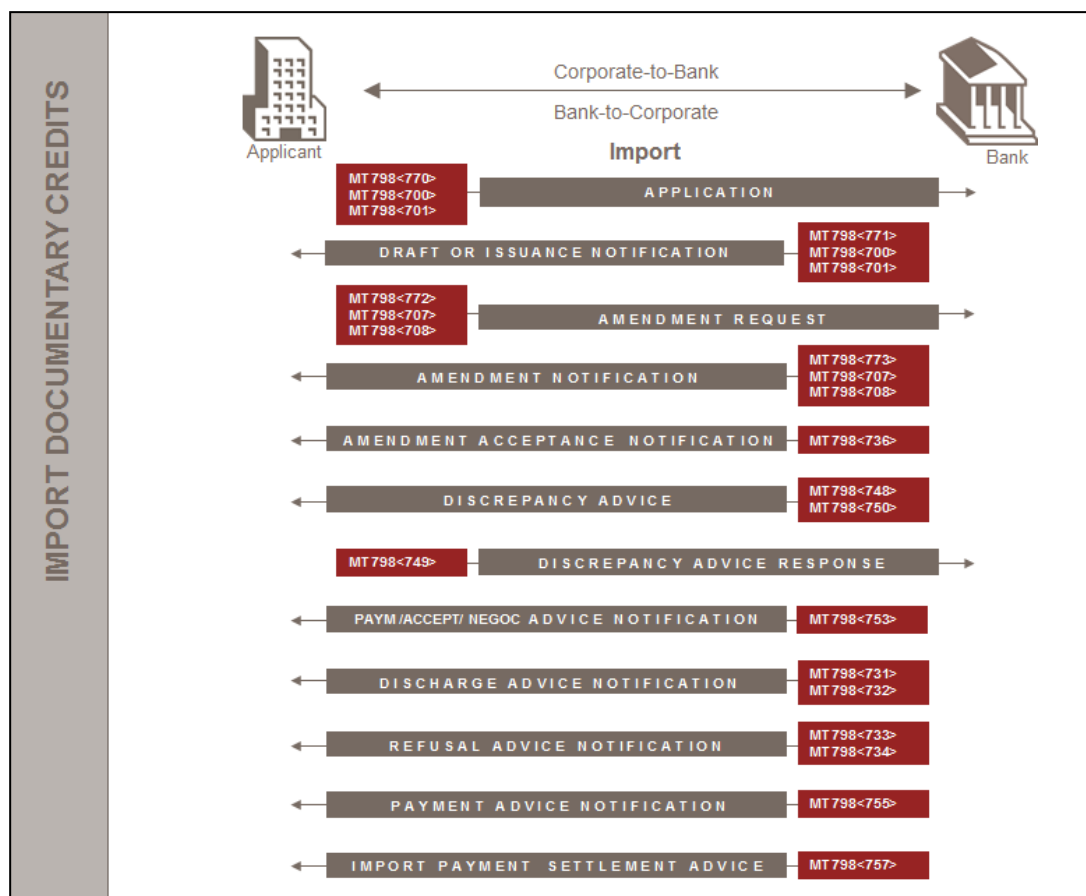 IMPORT DOCUMENTARY CREDITS
Corporate-to-Bank
Bank-to-Corporate
Applicant
Import
Bank
MT798<770>
MT798<700>
MT798<701>
APPLICATION
DRAFT OR ISSUANCE NOTIFICATION
MT798<771>
MT798<700>
MT798<701>
MT798<772>
MT798<707>
MT798<708>
AMENDMENT REQUEST
AMENDMENT NOTIFICATION
MT798<773>
MT798<707>
MT798<708>
AMENDMENT ACCEPTANCE NOTIFICATION
MT798<736>
DISCREPANCY ADVICE
MT798<748>
MT798<750>
MT798<749>
DISCREPANCY ADVICE RESPONSE
PAYM/ACCEPT/ NEGOC ADVICE NOTIFICATION
MT798<753>
DISCHARGE ADVICE NOTIFICATION
MT798<731>
MT798<732>
REFUSAL ADVICE NOTIFICATION
MT798<733>
MT798<734>
PAYMENT ADVICE NOTIFICATION
MT798<755>
IMPORT PAYMENT SETTLEMENT ADVICE
MT798<757>